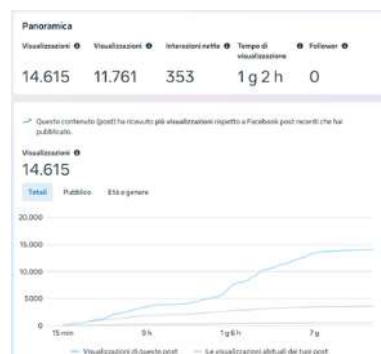 Panoramica
Visualizzazioni Visualizzazioni Interazioni nette Tempo di visualizzazione Follower
14.615 11.761 353 1 g 2 h 0
Questo contenuto (post) ha ricevuto più visualizzazioni rispetto a Facebook post recenti che hai
pubblicato.
Visualizzazioni
14.615
Totali Pubblico Età e genere
20.000
15.000
10.000
5000
0
15 min 9 h 1 g 6 h 7 g
Visualizzazioni di questo post Le visualizzazioni abituali dei tuoi post